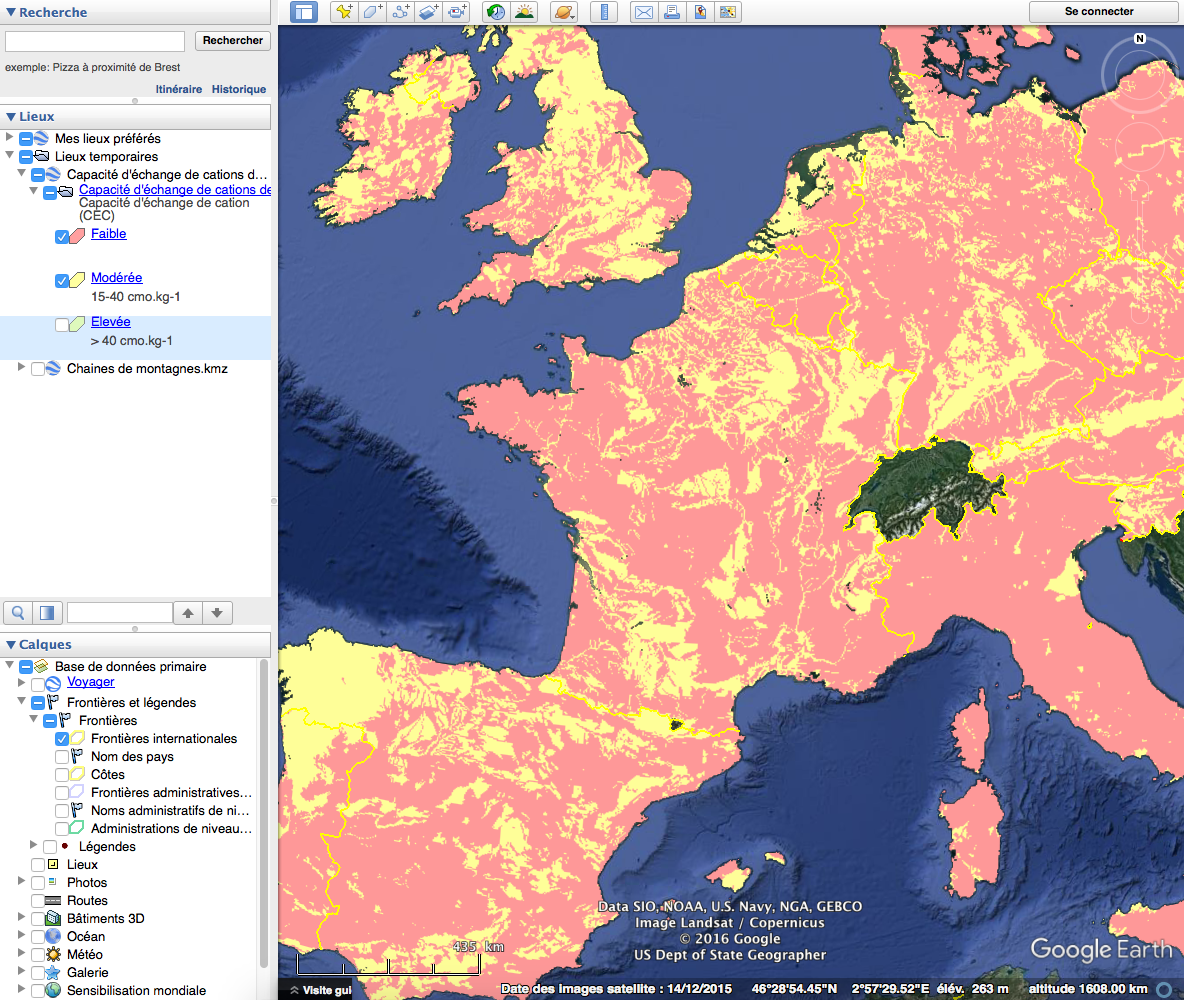 Recherche
Rechercher
exemple: Pizza à proximité de Brest
Itinéraire Historique
Lieux
Mes lieux préférés
Lieux temporaires
Capacité d'échange de cations d...
Capacité d'échange de cations de
Capacité d'échange de cation
(CEC)
Faible
Modérée
15-40 cmo.kg-1
Elevée
> 40 cmo.kg-1
Chaines de montagnes.kmz
Calques
Base de données primaire
Voyager
Frontières et légendes
Frontières
Frontières internationales
Nom des pays
Côtes
Frontières administratives...
Noms administratifs de ni...
Administrations de niveau...
Légendes
Lieux
Photos
Routes
Bâtiments 3D
Océan
Météo
Galerie
Sensibilisation mondiale
Se connecter
N
Data SIO, NOAA, U.S. Navy, NGA, GEBCO
Image Landsat / Copernicus
© 2016 Google
US Dept of State Geographer
435 km
Google Earth
Visite gui
Date des images satellite : 14/12/2015 46°28'54.45"N 2°57'29.52"E élév. 263 m altitude 1608.00 km